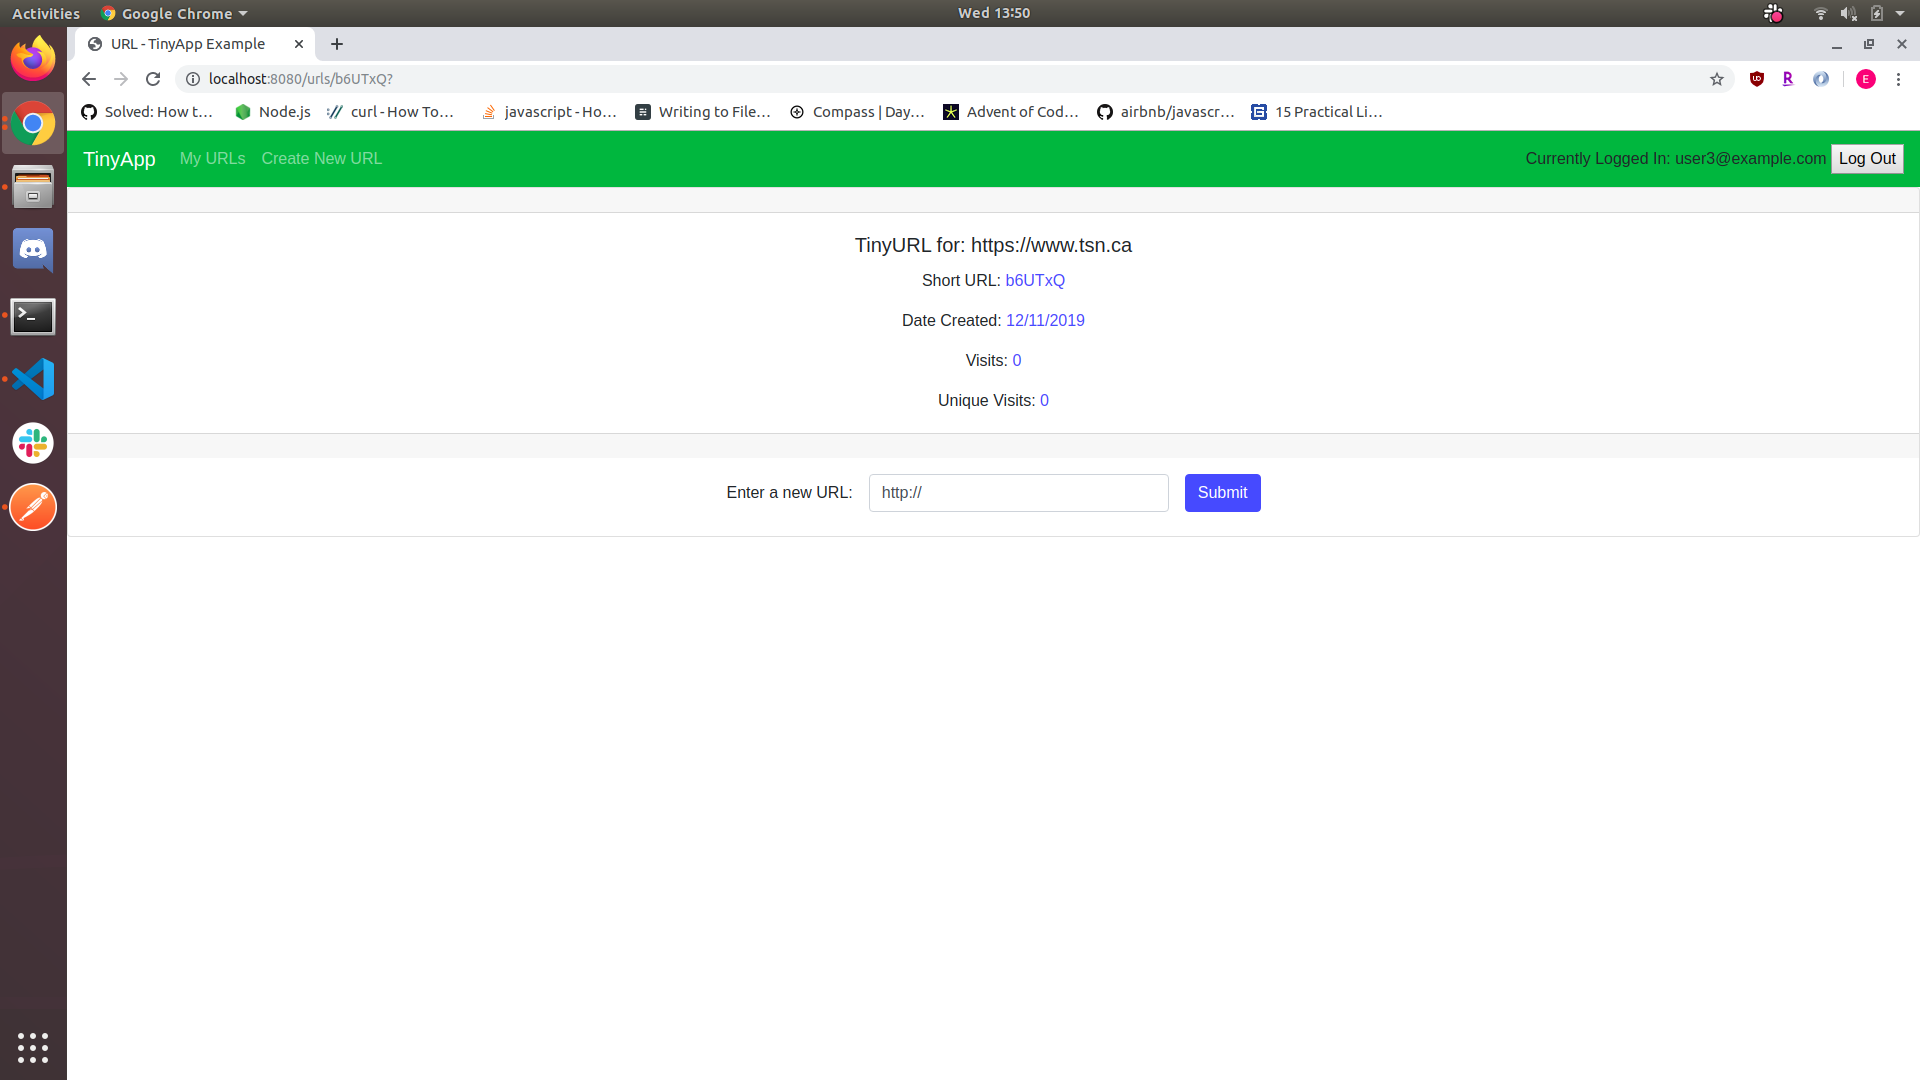 Activities Google Chrome Wed 13:50
URL - TinyApp Example
localhost:8080/urls/b6UTxQ? E
Solved: How t... Node.js curl - How To... javascript - Ho... Writing to File... Compass | Day... Advent of Cod... airbnb/javascr... 15 Practical Li...
TinyApp My URLs Create New URL Currently Logged In: user3@example.com Log Out
TinyURL for: https://www.tsn.ca
Short URL: b6UTxQ
Date Created: 12/11/2019
Visits: 0
Unique Visits: 0
Enter a new URL: http:// Submit